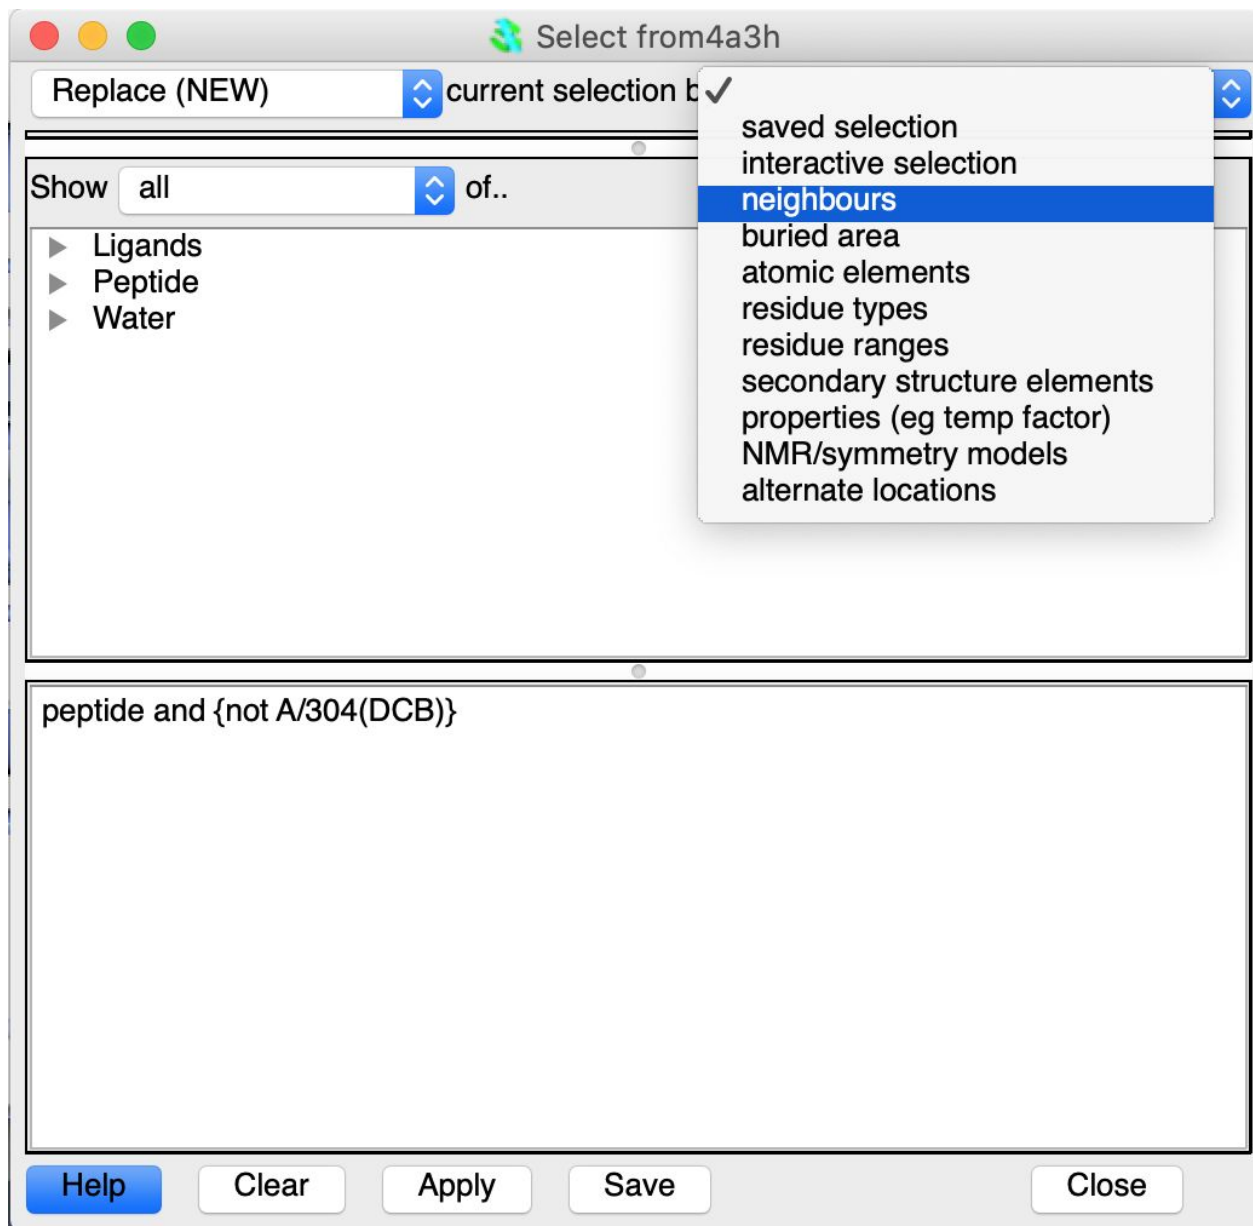 Select from4a3h
Replace (NEW) current selection b
saved selection
interactive selection
neighbours
buried area
atomic elements
residue types
residue ranges
secondary structure elements
properties (eg temp factor)
NMR/symmetry models
alternate locations
Show all of..
Ligands
Peptide
Water
peptide and {not A/304(DCB)}
Help Clear Apply Save Close